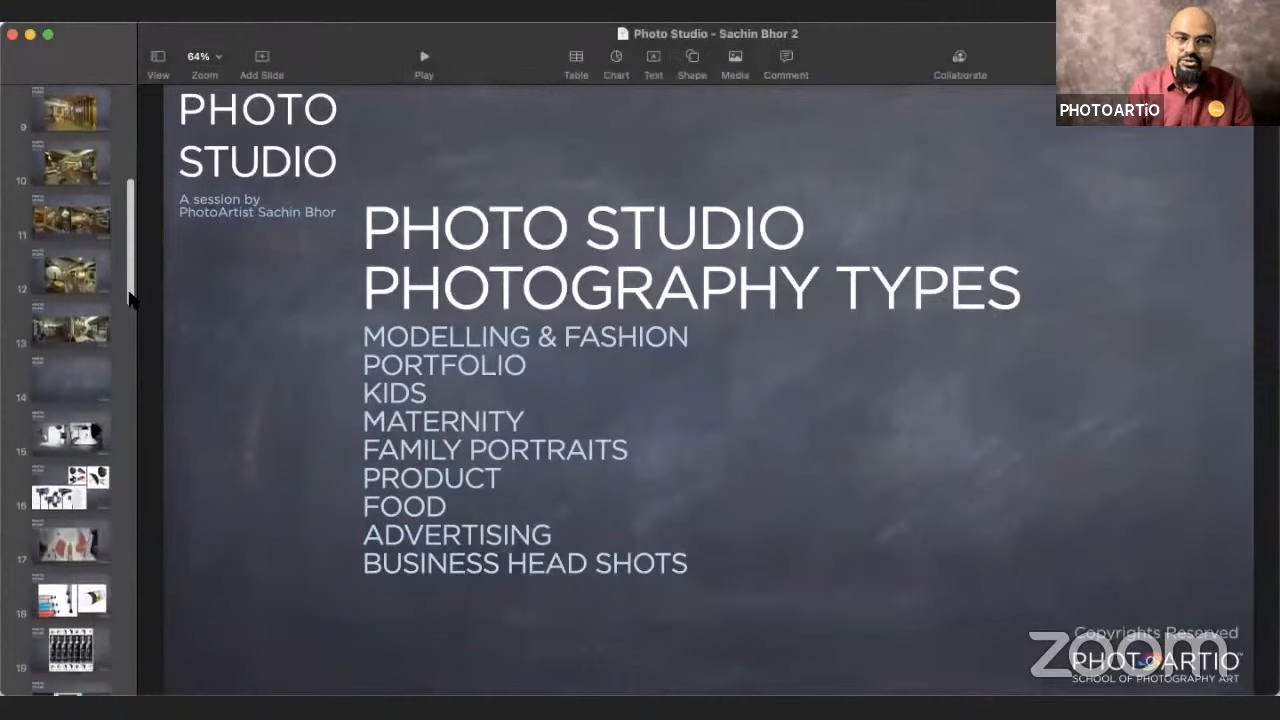 Photo Studio - Sachin Bhor 2
64%
View
Zoom
Add Slide
Play
Table
Chart
Text
Shape
Media
Comment
Collaborate
PHOTOARTiO
PHOTO
STUDIO
A session by
PhotoArtist Sachin Bhor
PHOTO STUDIO
PHOTOGRAPHY TYPES
MODELLING & FASHION
PORTFOLIO
KIDS
MATERNITY
FAMILY PORTRAITS
PRODUCT
FOOD
ADVERTISING
BUSINESS HEAD SHOTS
9
10
11
12
13
14
15
16
17
18
19
Copyrights Reserved
zoom
PHOTOARTIO
SCHOOL OF PHOTOGRAPHY ART